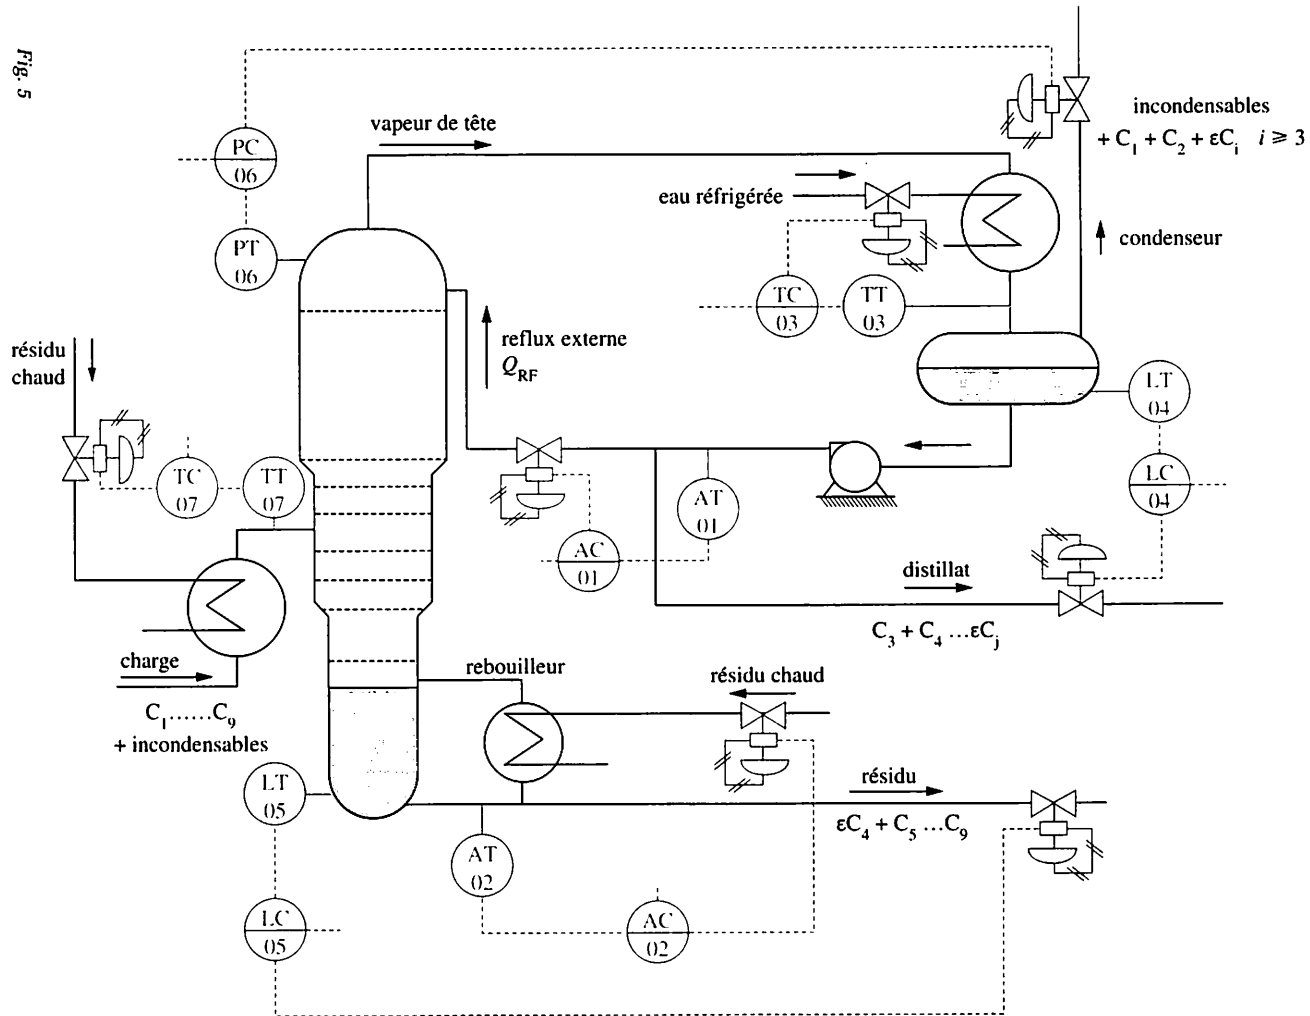 Fig. 5
vapeur de tête
incondensables
+ C₁ + C₂ + εCᵢ i ⩾ 3
PC
06
eau réfrigérée
condenseur
PT
06
TC
03
TT
03
résidu
chaud
reflux externe
Q_RF
LT
04
TC
07
TT
07
AT
01
LC
04
AC
01
distillat
C₃ + C₄ ...εCⱼ
charge
C₁......C₉
+ incondensables
rebouilleur
résidu chaud
LT
05
résidu
εC₄ + C₅ ...C₉
AT
02
LC
05
AC
02